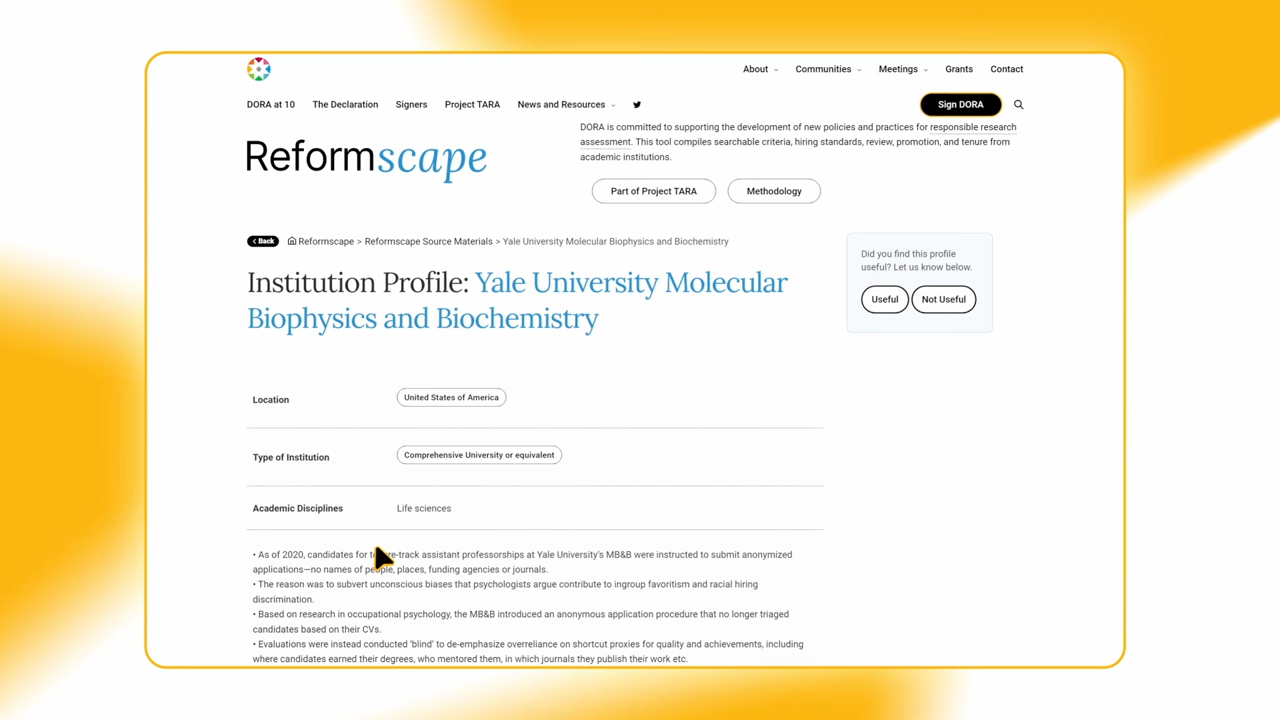 About Communities Meetings Grants Contact
DORA at 10 The Declaration Signers Project TARA News and Resources Sign DORA
DORA is committed to supporting the development of new policies and practices for responsible research
assessment. This tool compiles searchable criteria, hiring standards, review, promotion, and tenure from
academic institutions.
Reformscape
Part of Project TARA Methodology
Back Reformscape > Reformscape Source Materials > Yale University Molecular Biophysics and Biochemistry
Did you find this profile
useful? Let us know below.
Useful Not Useful
Institution Profile: Yale University Molecular
Biophysics and Biochemistry
Location United States of America
Type of Institution Comprehensive University or equivalent
Academic Disciplines Life sciences
• As of 2020, candidates for re-track assistant professorships at Yale University's MB&B were instructed to submit anonymized
applications—no names of people, places, funding agencies or journals.
• The reason was to subvert unconscious biases that psychologists argue contribute to ingroup favoritism and racial hiring
discrimination.
• Based on research in occupational psychology, the MB&B introduced an anonymous application procedure that no longer triaged
candidates based on their CVs.
• Evaluations were instead conducted 'blind' to de-emphasize overreliance on shortcut proxies for quality and achievements, including
where candidates earned their degrees, who mentored them, in which journals they publish their work etc.